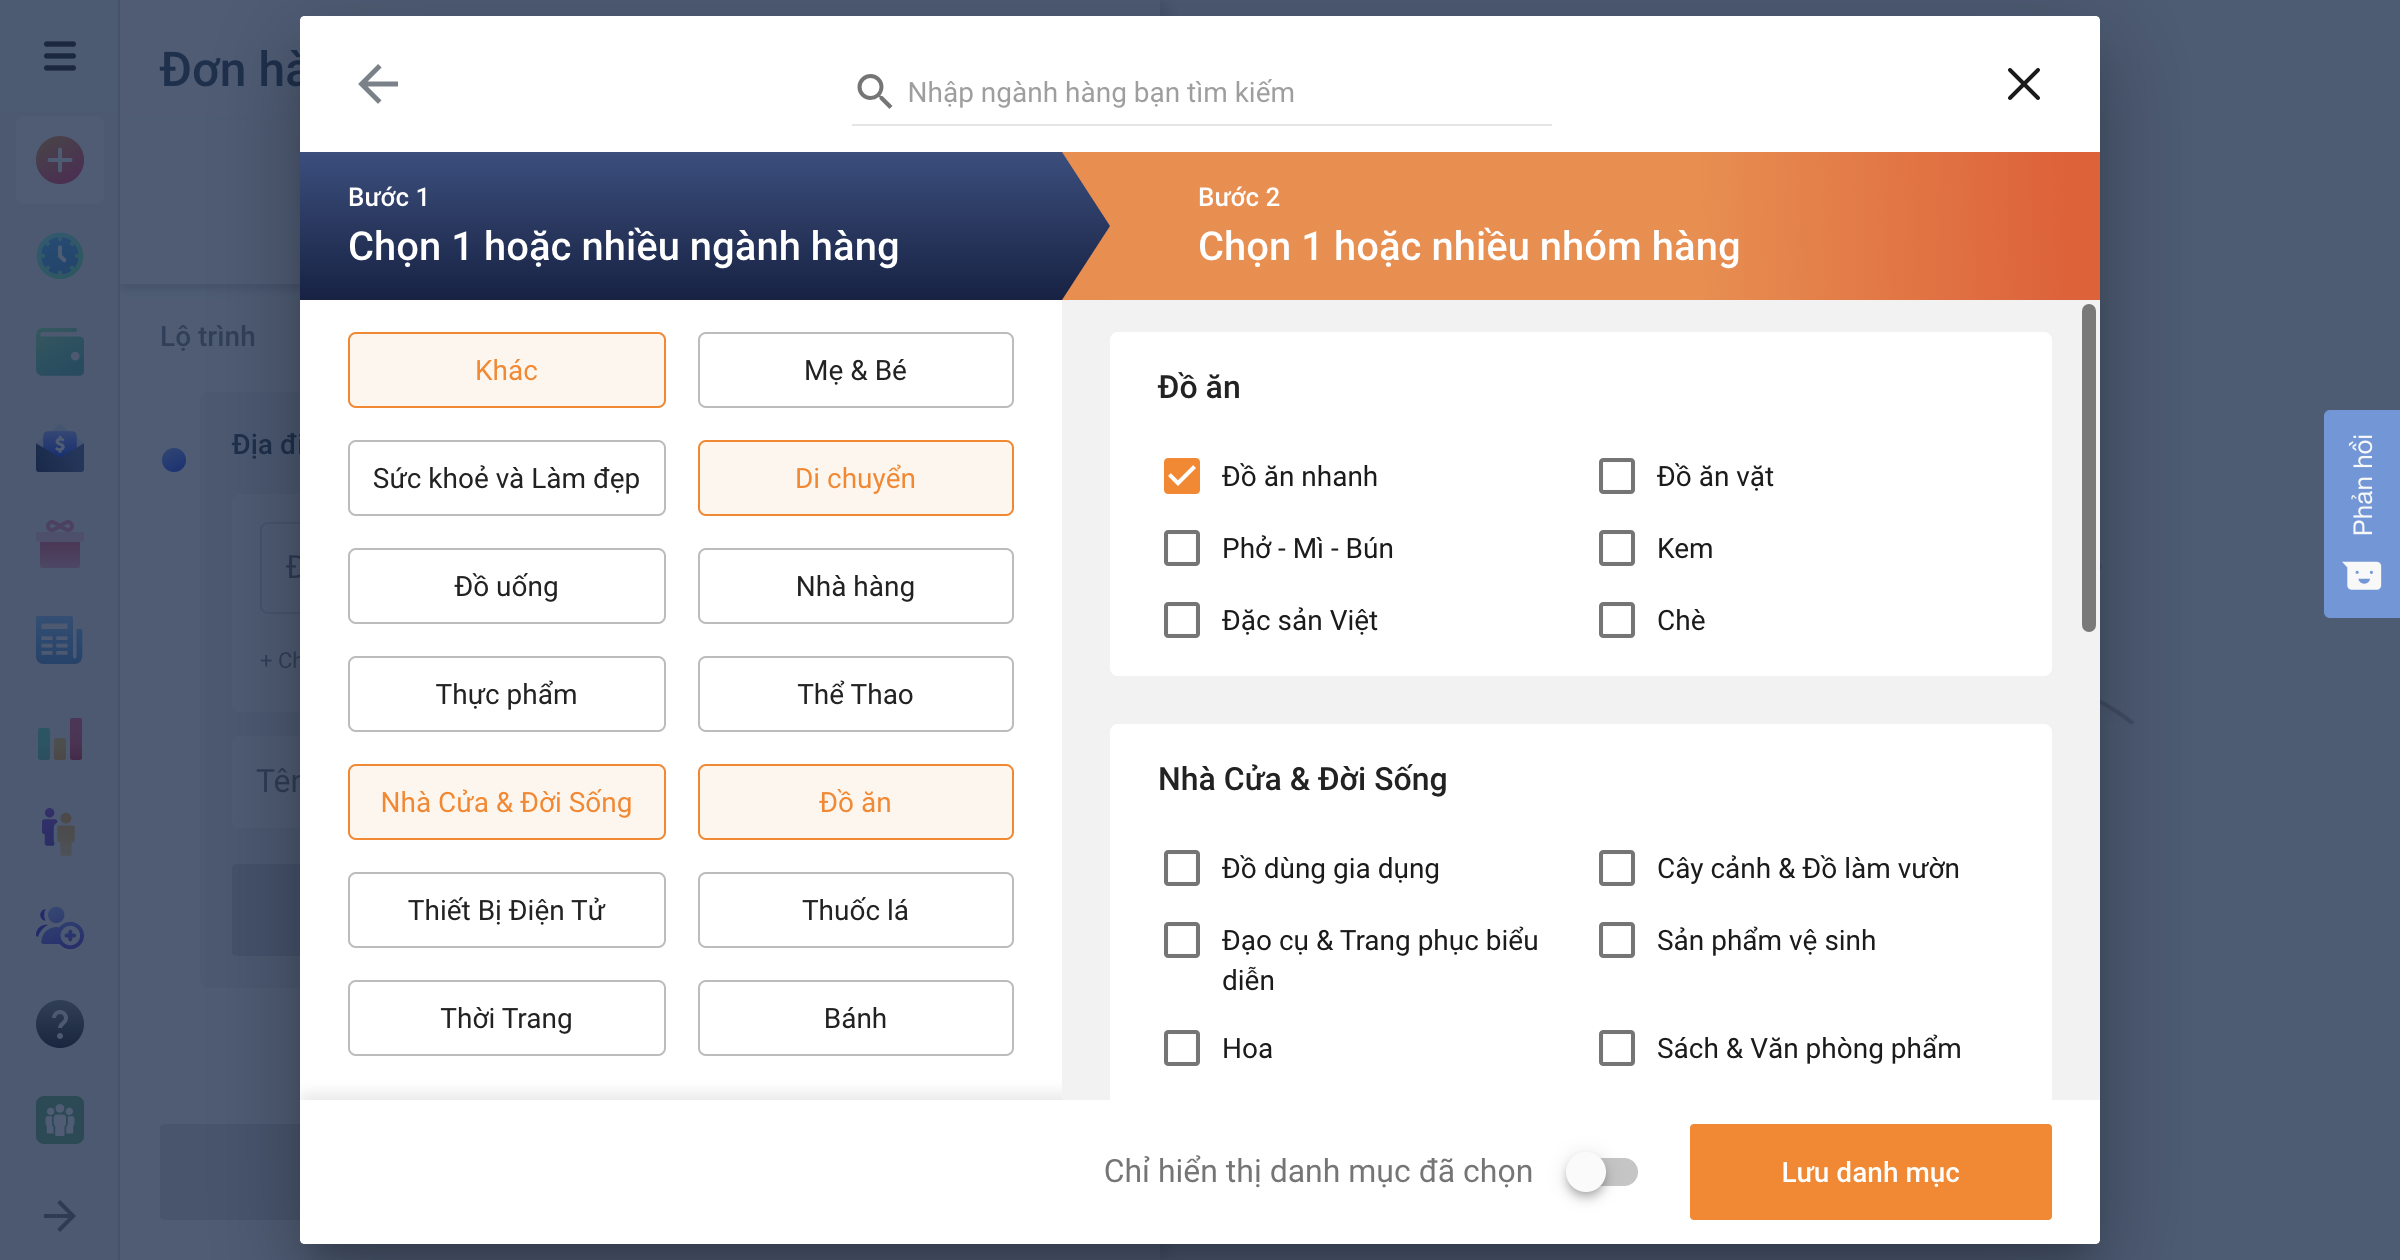 Đơn hà
Nhập ngành hàng bạn tìm kiếm
Bước 1
Chọn 1 hoặc nhiều ngành hàng
Bước 2
Chọn 1 hoặc nhiều nhóm hàng
Lộ trình
Địa đi
+ Ch
Tên
Khác
Mẹ & Bé
Sức khoẻ và Làm đẹp
Di chuyển
Đồ uống
Nhà hàng
Thực phẩm
Thể Thao
Nhà Cửa & Đời Sống
Đồ ăn
Thiết Bị Điện Tử
Thuốc lá
Thời Trang
Bánh
Đồ ăn
Đồ ăn nhanh
Đồ ăn vặt
Phở - Mì - Bún
Kem
Đặc sản Việt
Chè
Nhà Cửa & Đời Sống
Đồ dùng gia dụng
Cây cảnh & Đồ làm vườn
Đạo cụ & Trang phục biểu
diễn
Sản phẩm vệ sinh
Hoa
Sách & Văn phòng phẩm
Chỉ hiển thị danh mục đã chọn
Lưu danh mục
Phản hồi